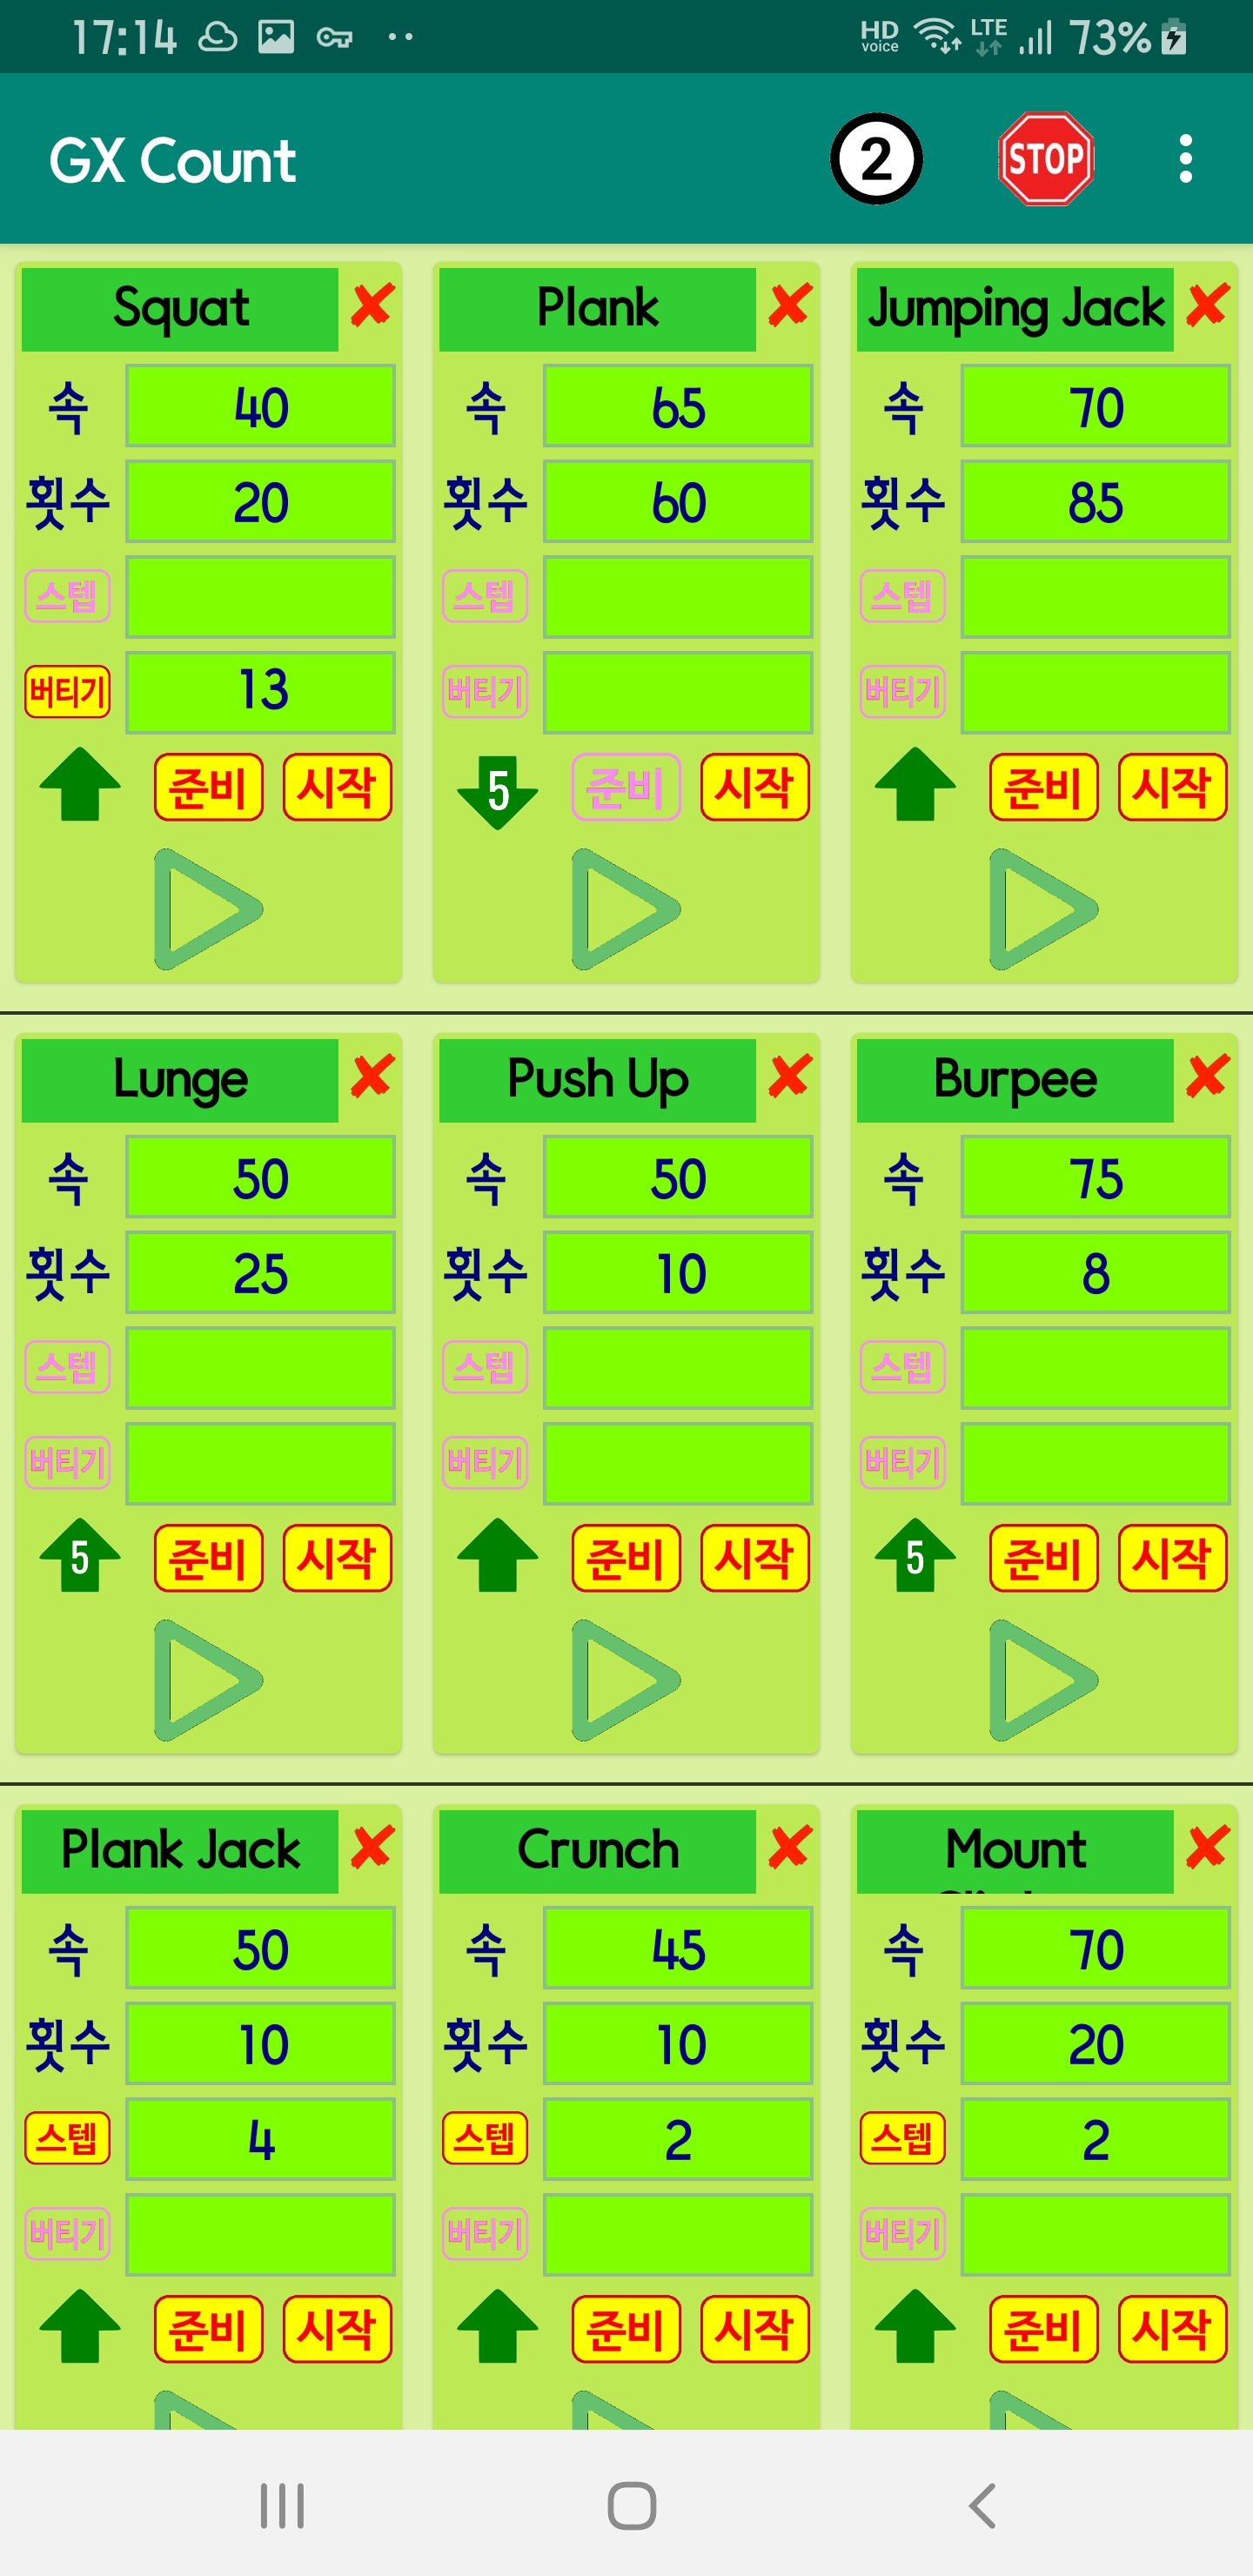 17:14 HD voice LTE 73%
GX Count 2 STOP
Squat Plank Jumping Jack
속 40 속 65 속 70
횟수 20 횟수 60 횟수 85
스텝 스텝 스텝
버티기 13 버티기 버티기
준비 시작 5 준비 시작 준비 시작
Lunge Push Up Burpee
속 50 속 50 속 75
횟수 25 횟수 10 횟수 8
스텝 스텝 스텝
버티기 버티기 버티기
5 준비 시작 준비 시작 5 준비 시작
Plank Jack Crunch Mount
속 50 속 45 속 70
횟수 10 횟수 10 횟수 20
스텝 4 스텝 2 스텝 2
버티기 버티기 버티기
준비 시작 준비 시작 준비 시작